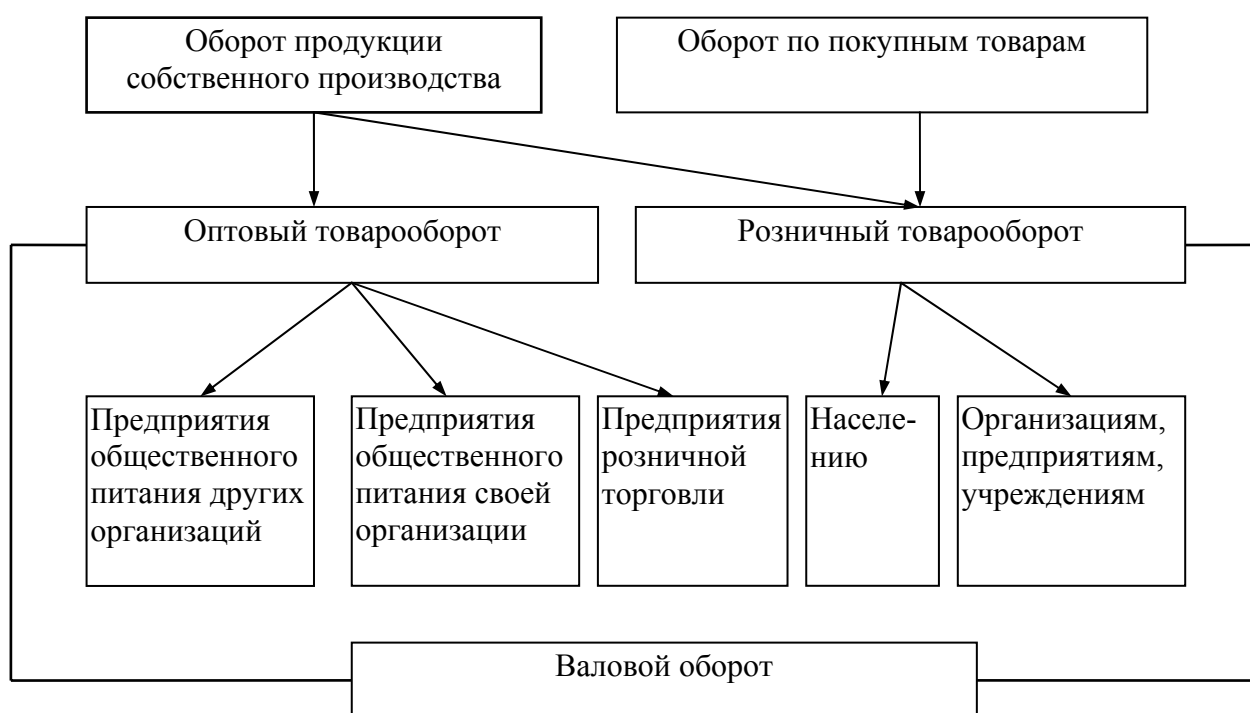 Оборот продукции
собственного производства
Оборот по покупным товарам
Оптовый товарооборот
Розничный товарооборот
Предприятия
общественного
питания других
организаций
Предприятия
общественного
питания своей
организации
Предприятия
розничной
торговли
Населе-
нию
Организациям,
предприятиям,
учреждениям
Валовой оборот